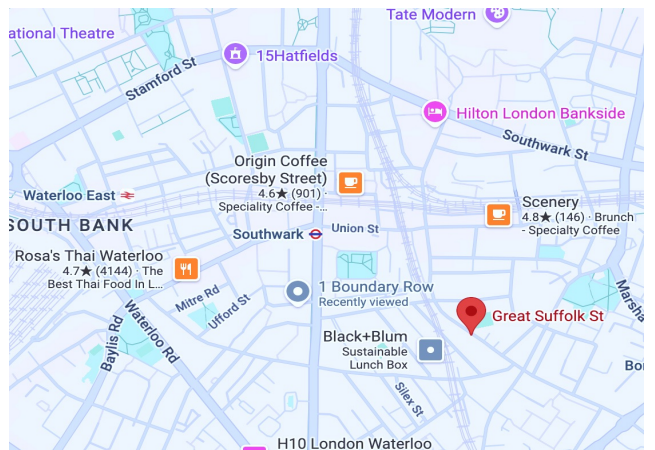 Tate Modern
ational Theatre
15Hatfields
Stamford St
Hilton London Bankside
Southwark St
Origin Coffee
(Scoresby Street)
4.6★ (901) ·
Speciality Coffee -...
Waterloo East
Scenery
4.8★ (146) · Brunch
- Specialty Coffee
SOUTH BANK
Southwark
Union St
Rosa's Thai Waterloo
4.7★ (4144) · The
Best Thai Food In L...
1 Boundary Row
Recently viewed
Mitre Rd
Ufford St
Marsha
Great Suffolk St
Waterloo Rd
Baylis Rd
Black+Blum
Sustainable
Lunch Box
Bo
Silex St
H10 London Waterloo